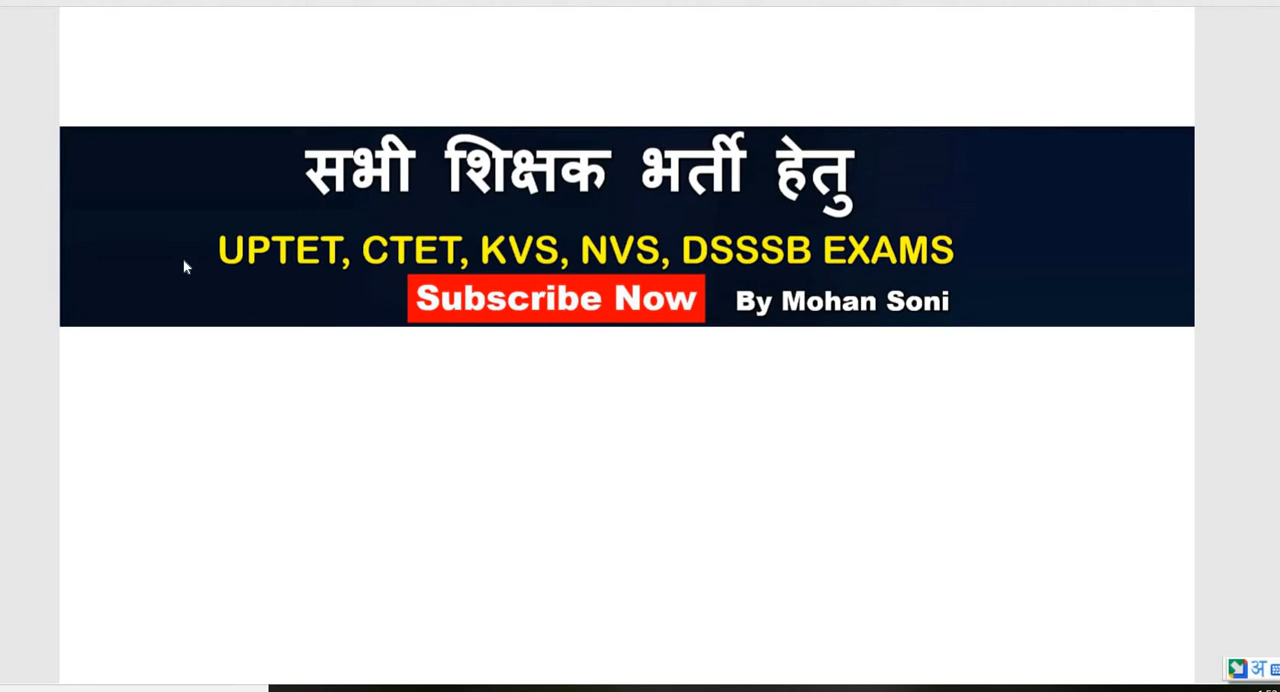 सभी शिक्षक भर्ती हेतु
UPTET, CTET, KVS, NVS, DSSSB EXAMS
Subscribe Now By Mohan Soni
अ